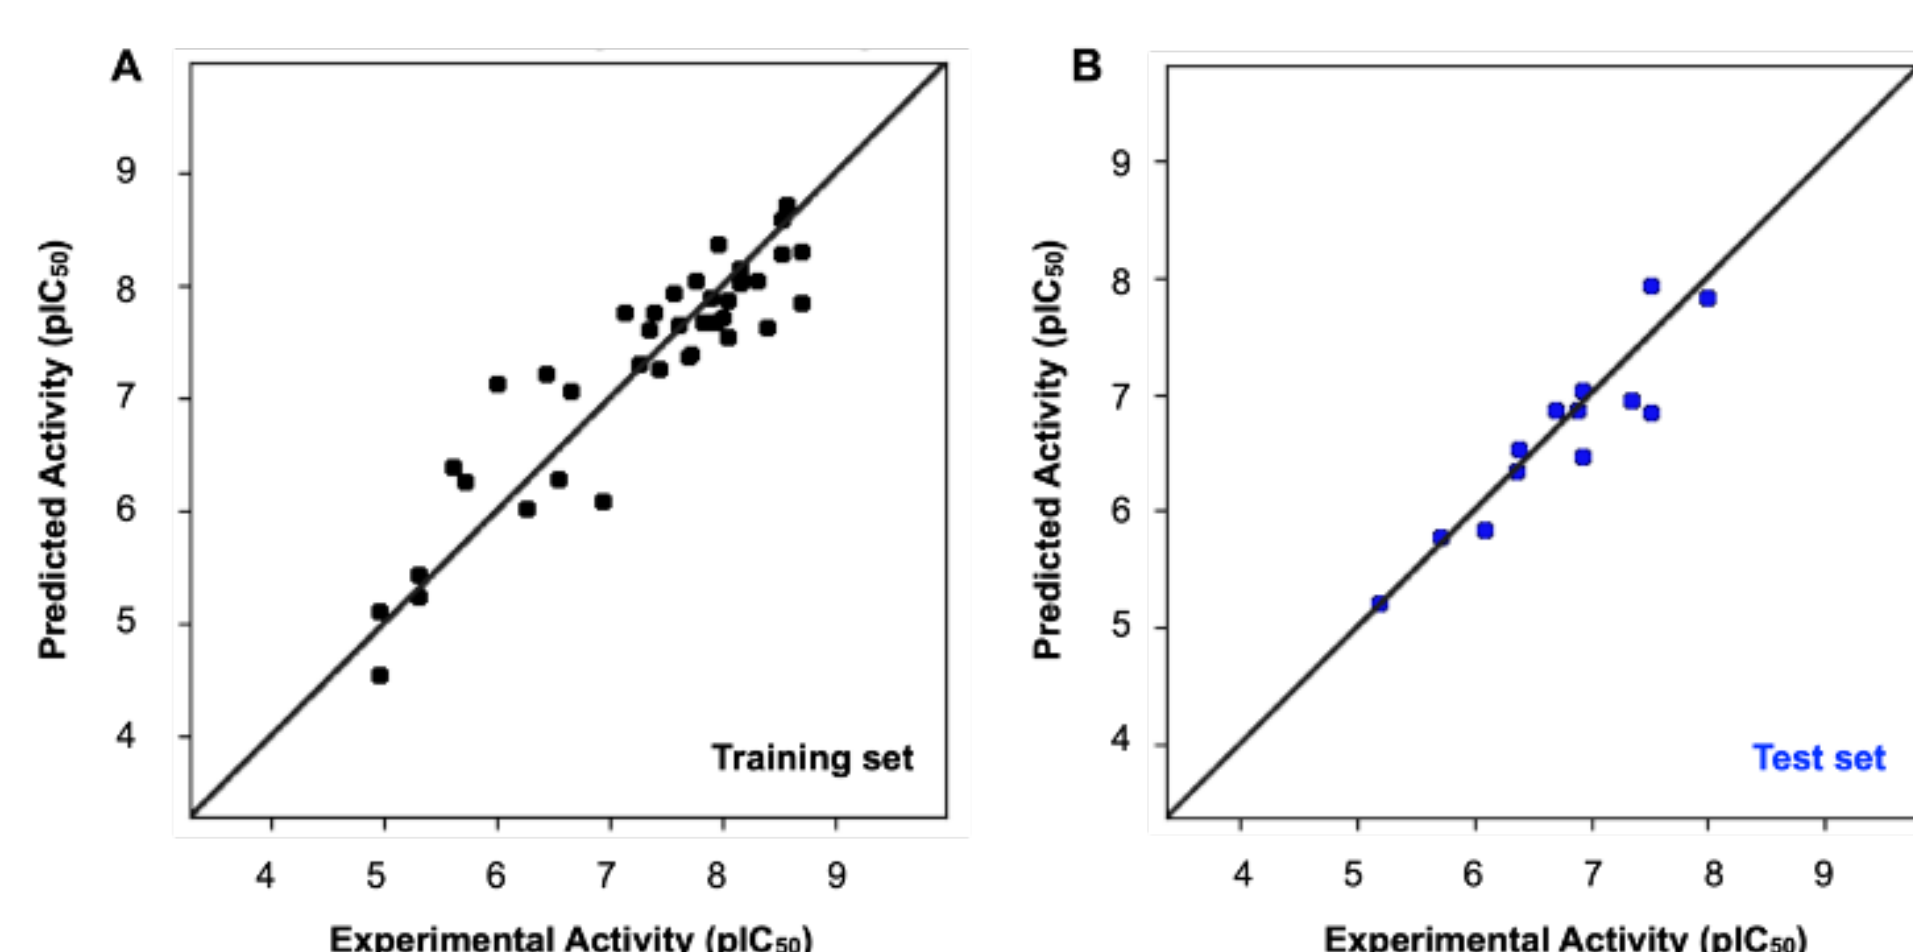 A
Predicted Activity (pIC50)
9
8
7
6
5
4
Training set
4 5 6 7 8 9
Experimental Activity (pIC50)
B
Predicted Activity (pIC50)
9
8
7
6
5
4
Test set
4 5 6 7 8 9
Experimental Activity (pIC50)